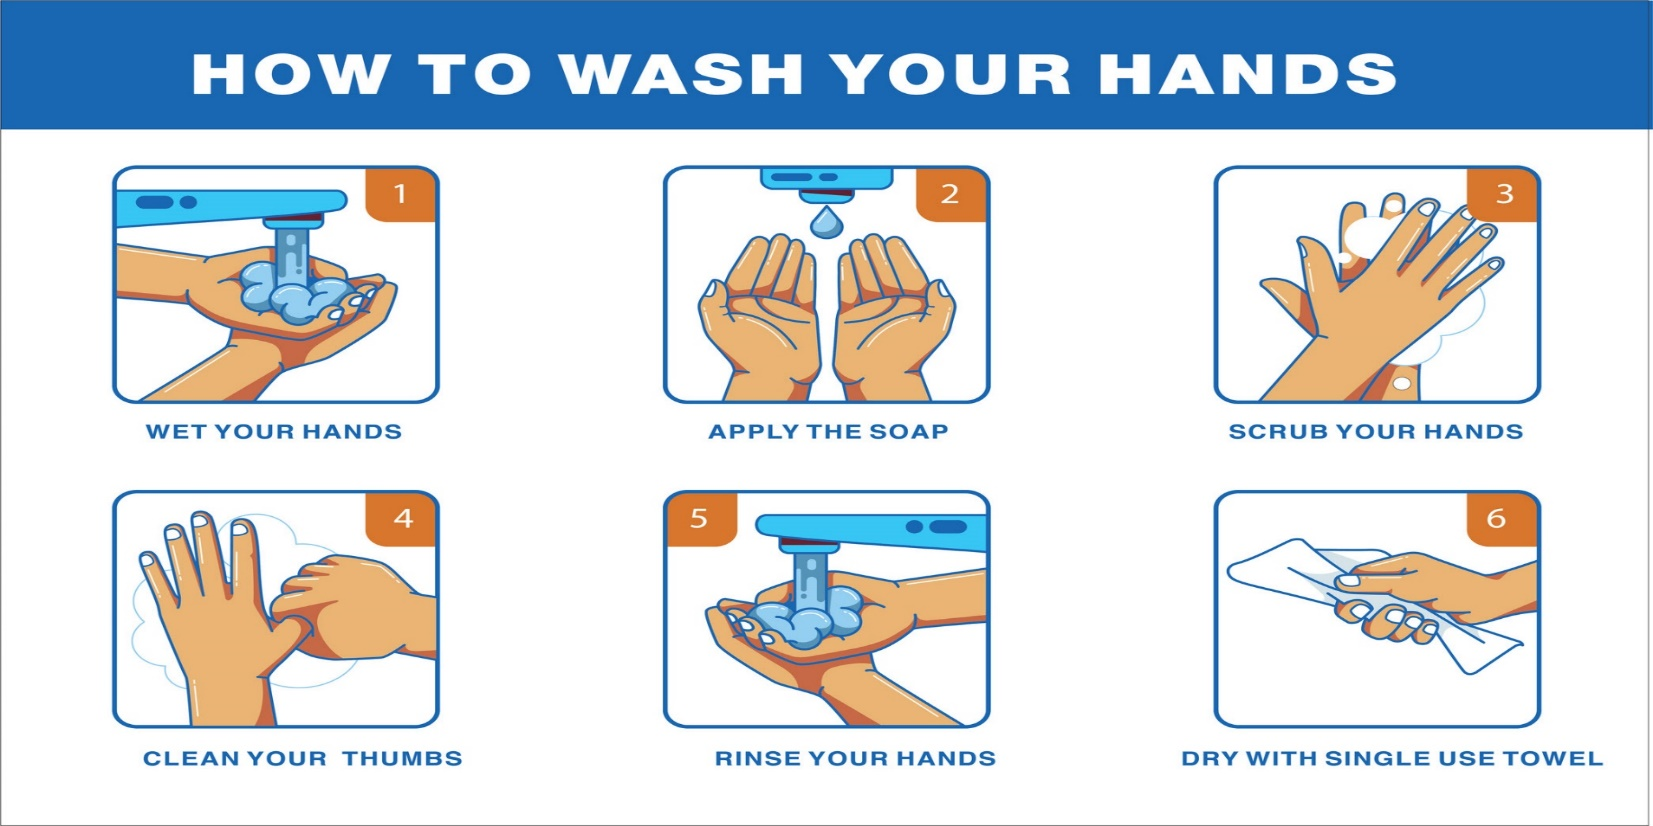 HOW TO WASH YOUR HANDS
1
WET YOUR HANDS
2
APPLY THE SOAP
3
SCRUB YOUR HANDS
4
CLEAN YOUR THUMBS
5
RINSE YOUR HANDS
6
DRY WITH SINGLE USE TOWEL